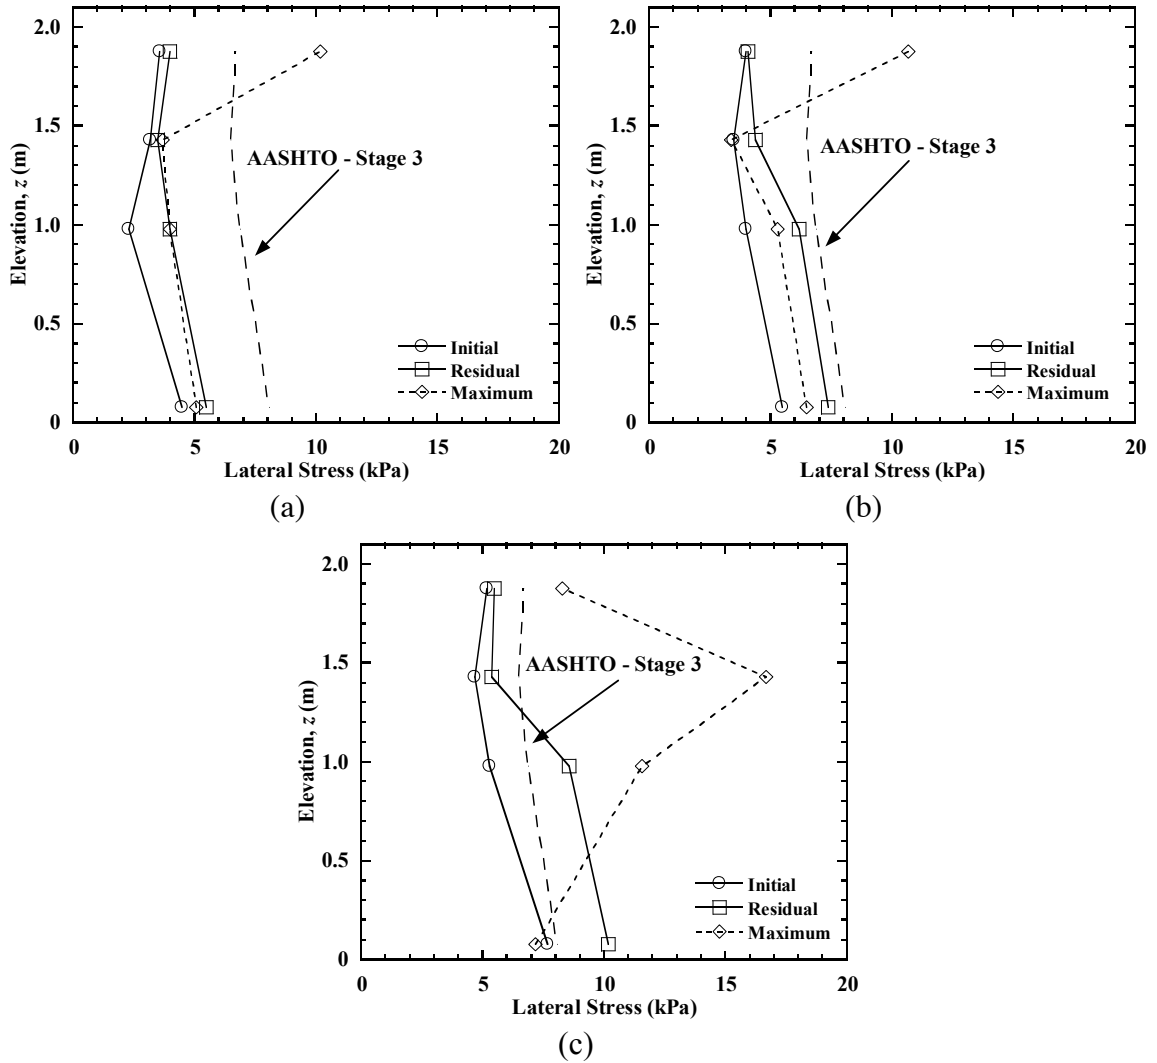 2.0
1.5
1.0
0.5
0
0 5 10 15 20
Elevation, z (m)
Lateral Stress (kPa)
AASHTO - Stage 3
Initial
Residual
Maximum
(a)
2.0
1.5
1.0
0.5
0
0 5 10 15 20
Elevation, z (m)
Lateral Stress (kPa)
AASHTO - Stage 3
Initial
Residual
Maximum
(b)
2.0
1.5
1.0
0.5
0
0 5 10 15 20
Elevation, z (m)
Lateral Stress (kPa)
AASHTO - Stage 3
Initial
Residual
Maximum
(c)